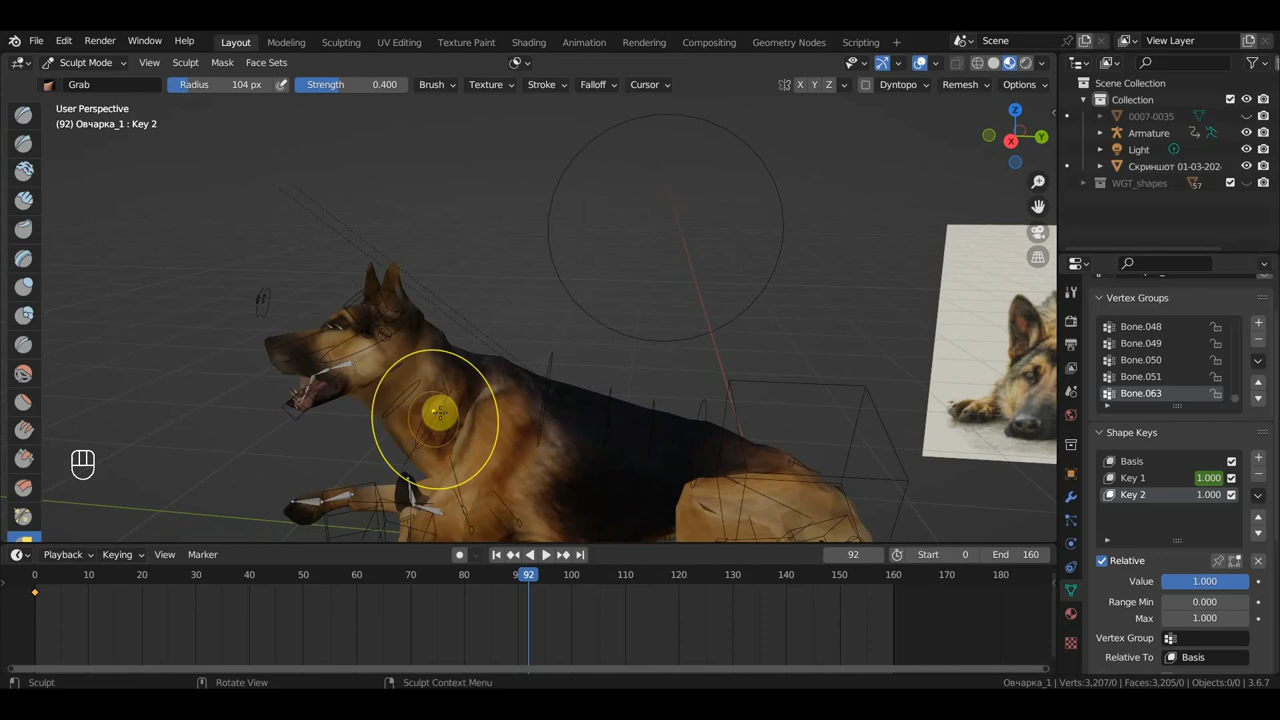 File Edit Render Window Help Layout Modeling Sculpting UV Editing Texture Paint Shading Animation Rendering Compositing Geometry Nodes Scripting + Scene View Layer
Sculpt Mode View Sculpt Mask Face Sets
Grab Radius 104 px Strength 0.400 Brush Texture Stroke Falloff Cursor X Y Z Dyntopo Remesh Options
User Perspective
(92) Овчарка_1 : Key 2
Z
Y
X
Scene Collection
Collection
0007-0035
Armature
Light
Скриншот 01-03-202
WGT_shapes 57
Vertex Groups
Bone.048
Bone.049
Bone.050
Bone.051
Bone.063
Shape Keys
Basis
Key 1 1.000
Key 2 1.000
Relative
Value 1.000
Range Min 0.000
Max 1.000
Vertex Group
Relative To Basis
Playback Keying View Marker 92 Start 0 End 160
0 10 20 30 40 50 60 70 80 9 92 100 110 120 130 140 150 160 170 180
Sculpt Rotate View Sculpt Context Menu Овчарка_1 | Verts:3,207/0 | Faces:3,205/0 | Objects:0/0 | 3.6.7